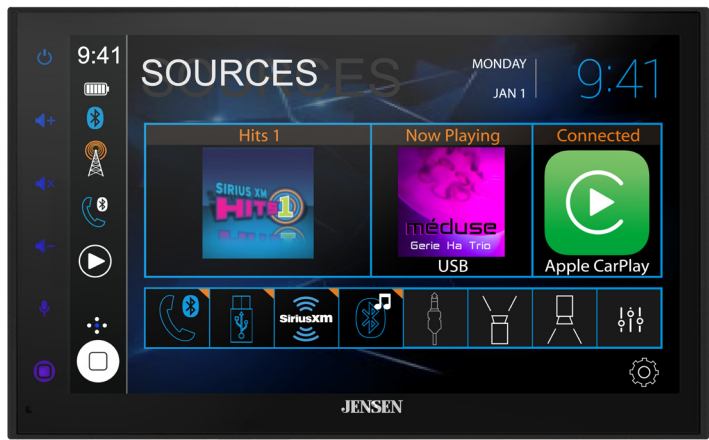 9:41
SOURCES
MONDAY
JAN 1
9:41
Hits 1
Now Playing
Connected
SIRIUS XM
HITS 1
méduse
Gerie Ha Trio
USB
Apple CarPlay
SiriusXM
JENSEN